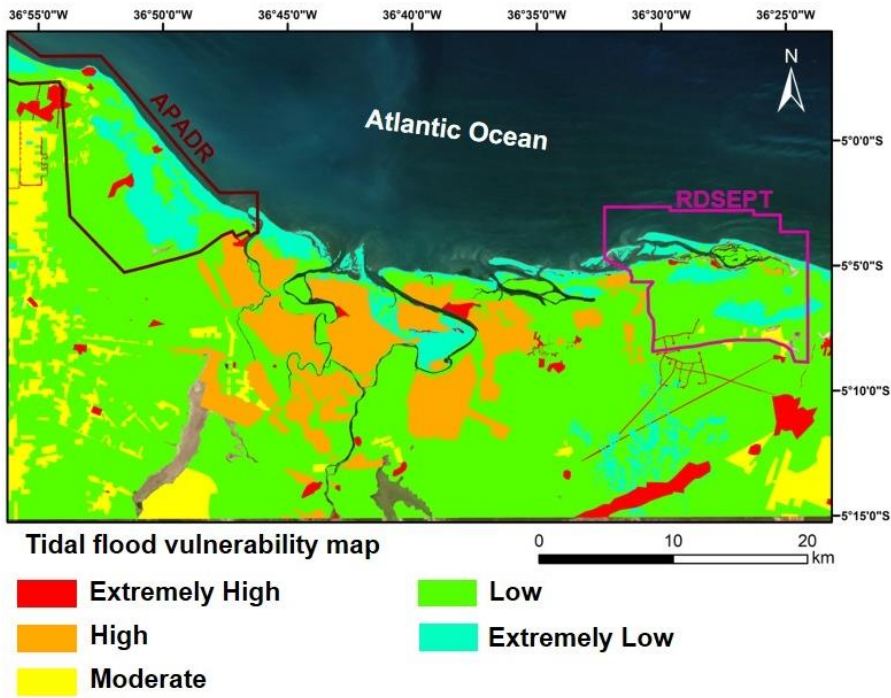 36°55'0"W 36°50'0"W 36°45'0"W 36°40'0"W 36°35'0"W 36°30'0"W 36°25'0"W
N
APADR
Atlantic Ocean
5°0'0"S
RDSEPT
5°5'0"S
5°10'0"S
5°15'0"S
Tidal flood vulnerability map
0 10 20
km
Extremely High
Low
High
Extremely Low
Moderate